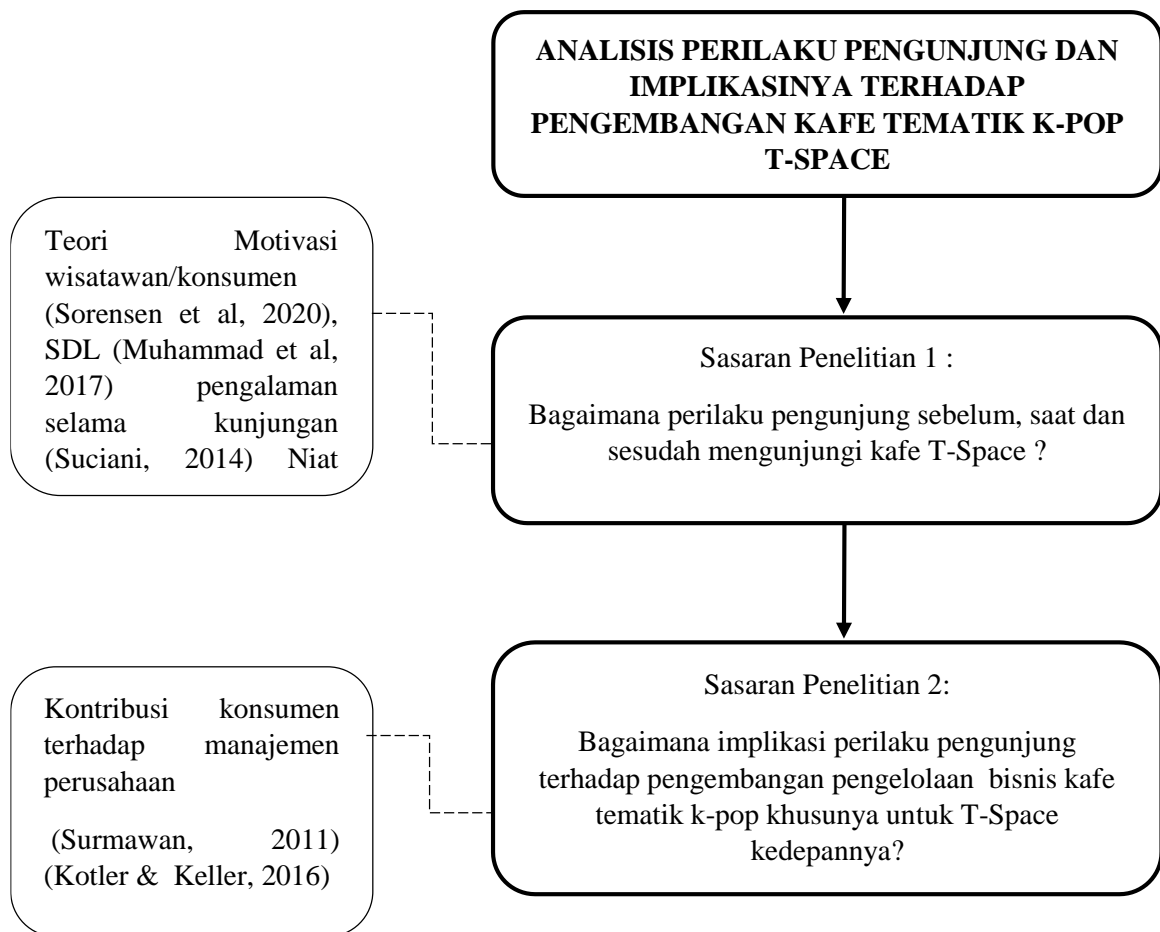 ANALISIS PERILAKU PENGUNJUNG DAN
IMPLIKASINYA TERHADAP
PENGEMBANGAN KAFE TEMATIK K-POP
T-SPACE
Teori Motivasi
wisatawan/konsumen
(Sorensen et al, 2020),
SDL (Muhammad et al,
2017) pengalaman
selama kunjungan
(Suciani, 2014) Niat
Sasaran Penelitian 1 :
Bagaimana perilaku pengunjung sebelum, saat dan
sesudah mengunjungi kafe T-Space ?
Kontribusi konsumen
terhadap manajemen
perusahaan
(Surmawan, 2011)
(Kotler & Keller, 2016)
Sasaran Penelitian 2:
Bagaimana implikasi perilaku pengunjung
terhadap pengembangan pengelolaan bisnis kafe
tematik k-pop khusunya untuk T-Space
kedepannya?